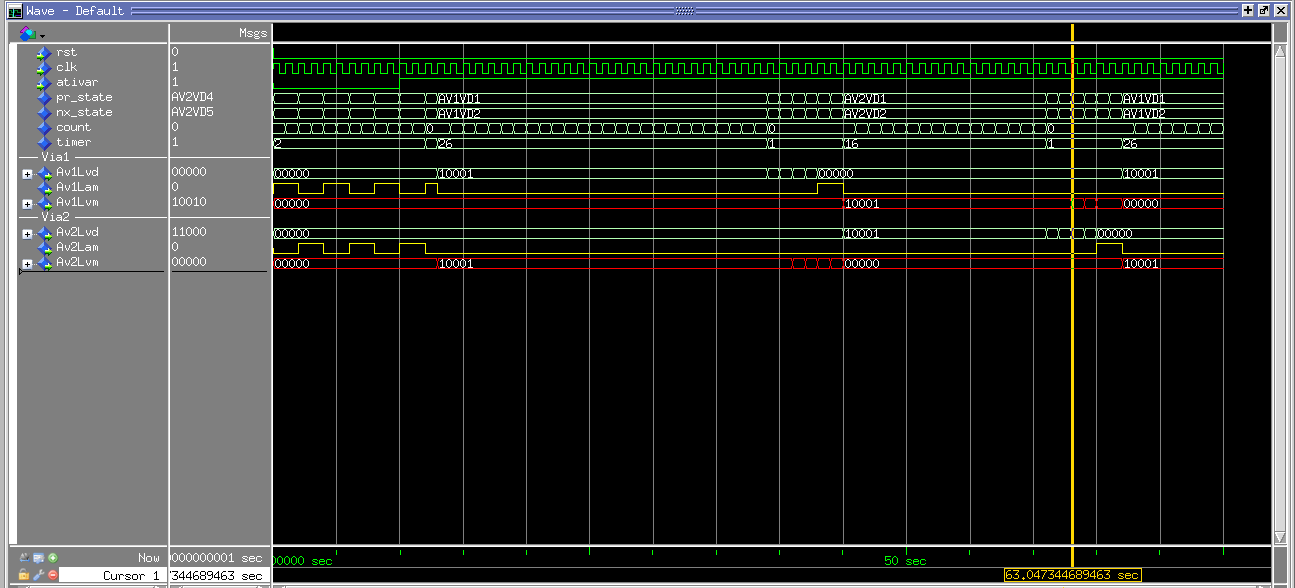 Wave - Default
Msgs
rst 0
clk 1
ativar 1
pr_state AV2VD4 AV1VD1 AV2VD1 AV1VD1
nx_state AV2VD5 AV1VD2 AV2VD2 AV1VD2
count 0 0 0 0
timer 1 2 26 1 16 1 26
Via1
Av1Lvd 00000 00000 10001 00000 10001
Av1Lam 0
Av1Lvm 10010 00000 10001 00000
Via2
Av2Lvd 11000 00000 10001 00000
Av2Lam 0
Av2Lvm 00000 00000 10001 00000 10001
Now 000000001 sec 00000 sec 50 sec
Cursor 1 7344689463 sec 63.047344689463 sec